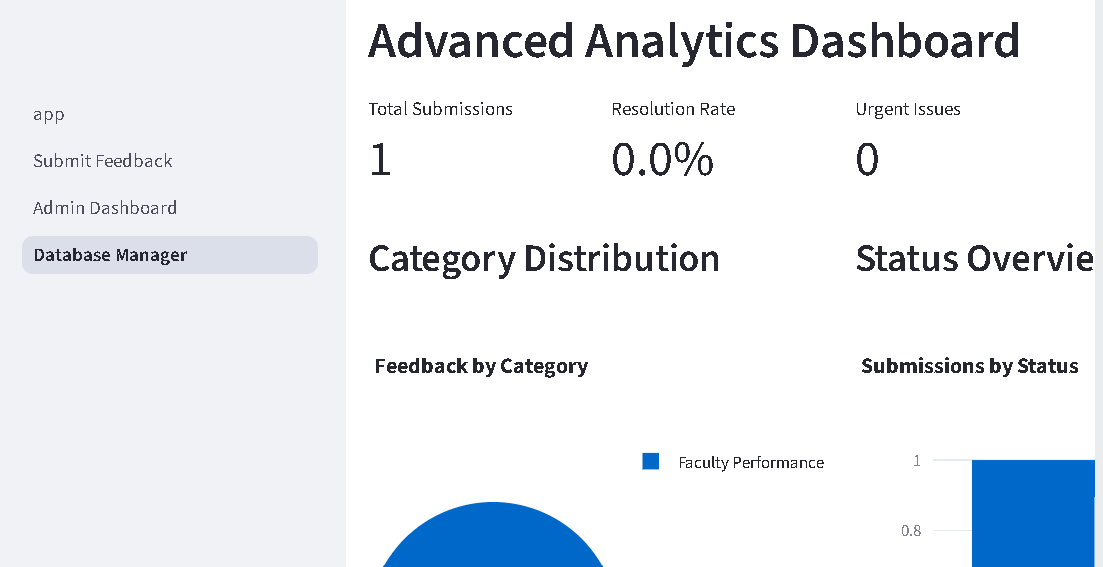 app
Submit Feedback
Admin Dashboard
Database Manager
Advanced Analytics Dashboard
Total Submissions
1
Resolution Rate
0.0%
Urgent Issues
0
Category Distribution
Status Overvie
Feedback by Category
Faculty Performance
Submissions by Status
1
0.8